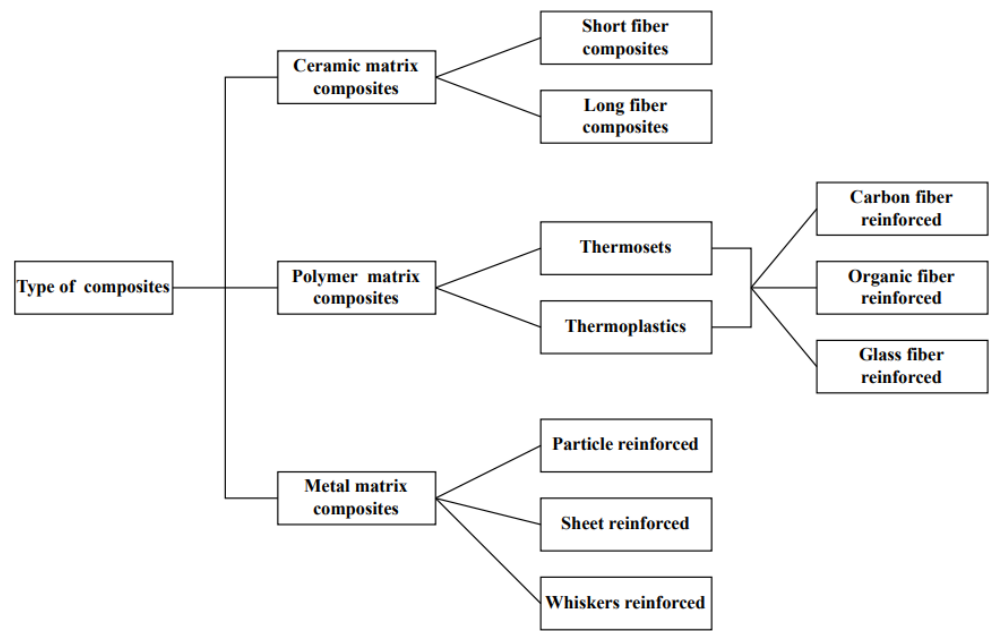 Type of composites
Ceramic matrix
composites
Short fiber
composites
Long fiber
composites
Polymer matrix
composites
Thermosets
Thermoplastics
Carbon fiber
reinforced
Organic fiber
reinforced
Glass fiber
reinforced
Metal matrix
composites
Particle reinforced
Sheet reinforced
Whiskers reinforced